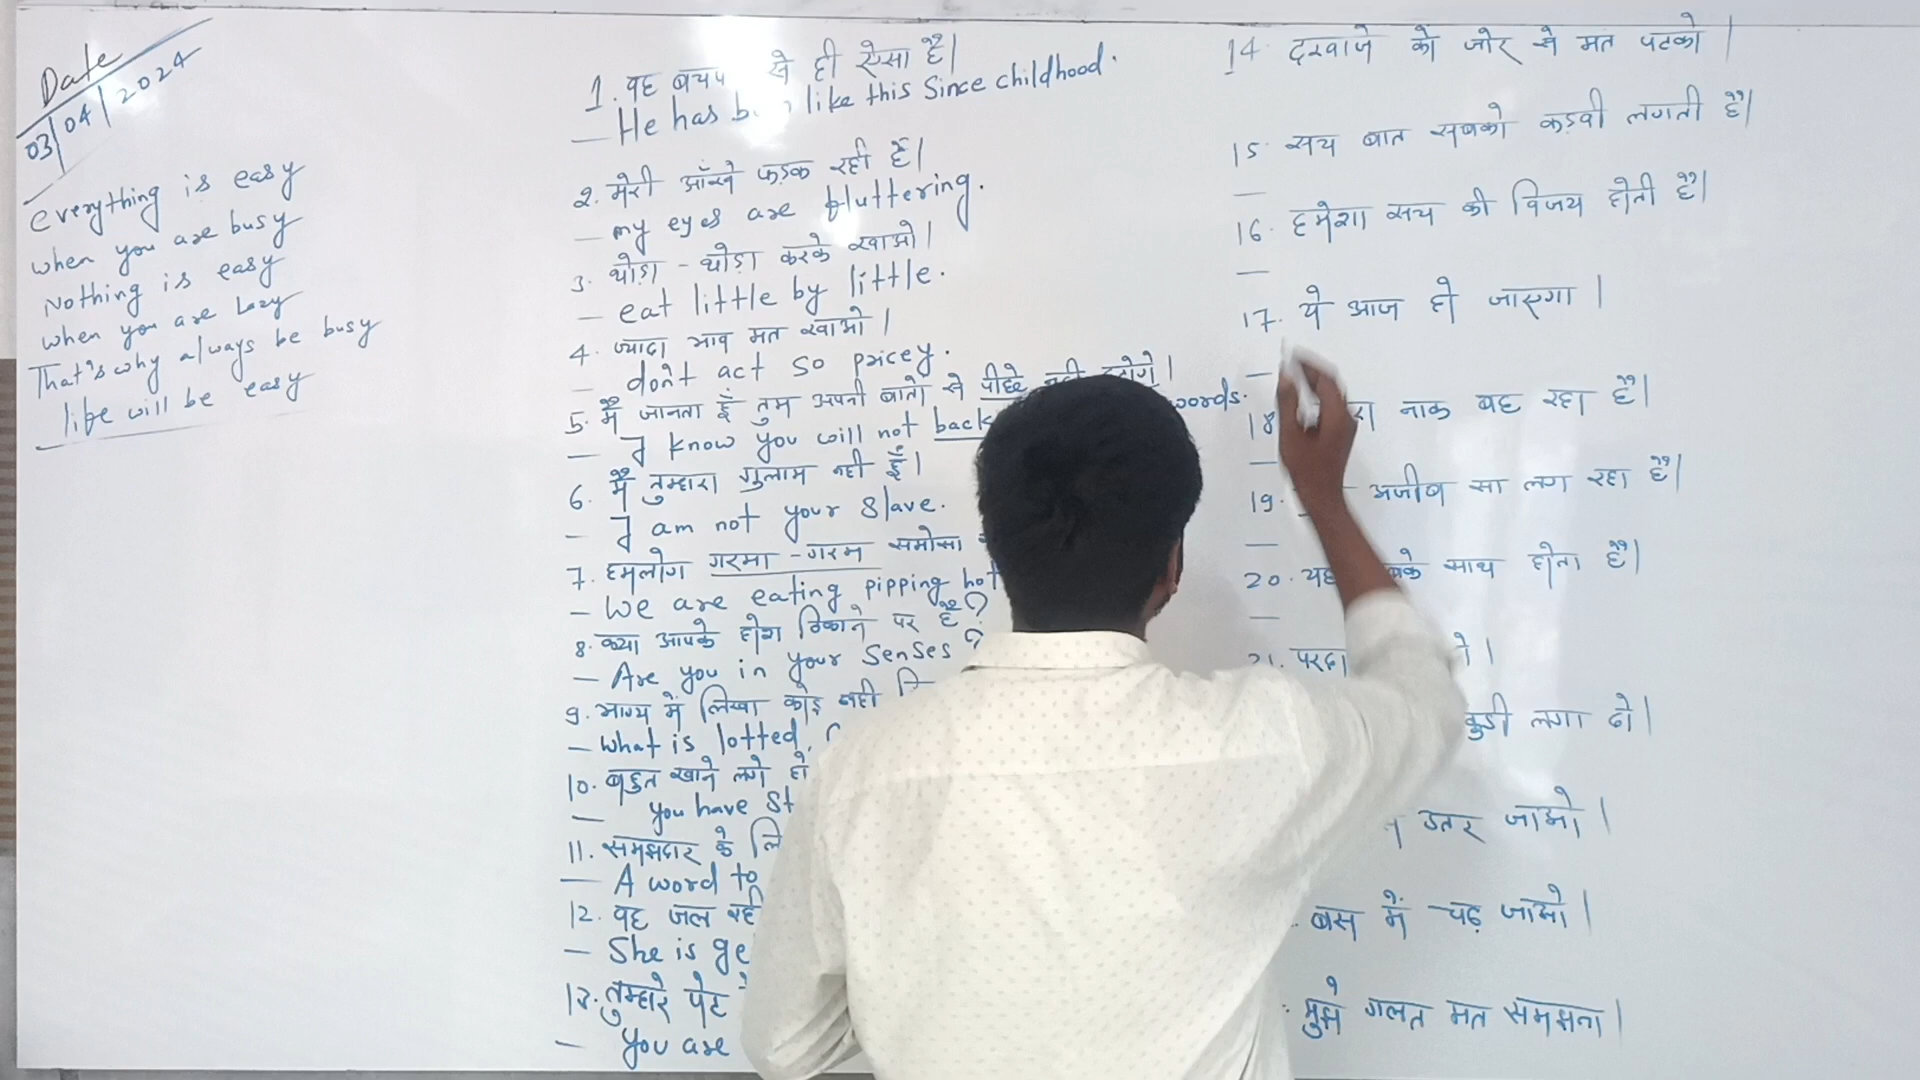 Date
03/04/2024
everything is easy
when you are busy
Nothing is easy
when you are Lazy
That's why always be busy
life will be easy
1. वह बचप से ही ऐसा है।
— He has like this Since childhood.
2. मेरी आँखे फड़क रही हैं।
— my eyes are fluttering.
3. थोड़ा - थोड़ा करके खाओ।
— eat little by little.
4. ज्यादा भाव मत खाओ।
— don't act so pricey.
5. मैं जानता हूँ तुम अपनी बातो से पीछे नही हटोगे।
— I know you will not back words.
6. मैं तुम्हारा गुलाम नही हूँ।
— I am not your Slave.
7. हमलोग गरमा - गरम समोसा
— We are eating pipping hot
8. क्या आपके होश ठिकाने पर है?
— Are you in your Senses?
9. भाग्य में लिखा कोई नही
— What is lotted,
10. बहुत खाने लगे हो
— you have St
11. समझदार के लि
— A word to
12. वह जल रही
— She is ge
13. तुम्हारे पेट
— you are
14. दरवाजे को जोर से मत पटको।
15. सच बात सबको कड़वी लगती है।
—
16. हमेशा सच की विजय होती है।
—
17. ये आज हो जाएगा।
—
18. रा नाक बह रहा है।
—
19. अजीब सा लग रहा है।
—
20. यह बके साथ होता है।
—
21. परदा
कुंडी लगा दो।
उतर जाओ।
बस में चढ़ जाओ।
मुझे गलत मत समझना।